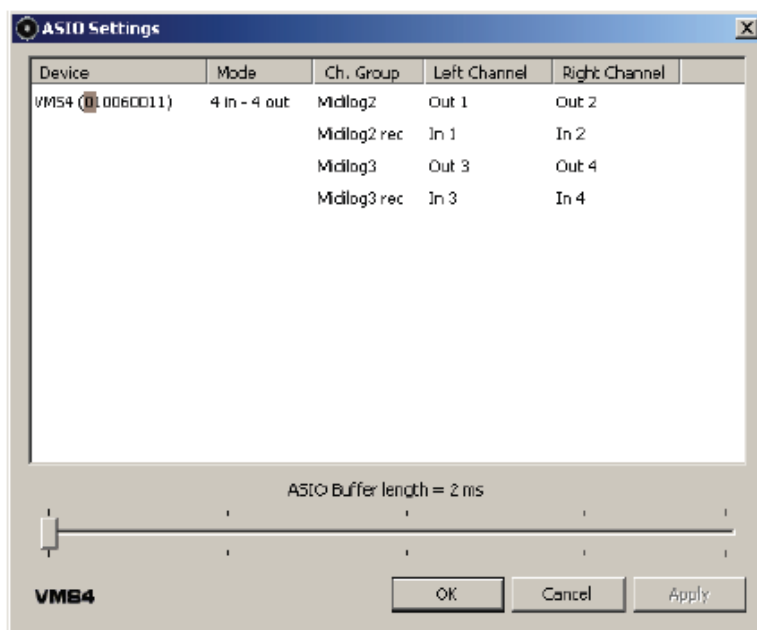 ASIO Settings
Device Mode Ch. Group Left Channel Right Channel
VMS4 (010060011) 4 in - 4 out Midilog2 Out 1 Out 2
Midilog2 rec In 1 In 2
Midilog3 Out 3 Out 4
Midilog3 rec In 3 In 4
ASIO Buffer length = 2 ms
VMS4
OK Cancel Apply